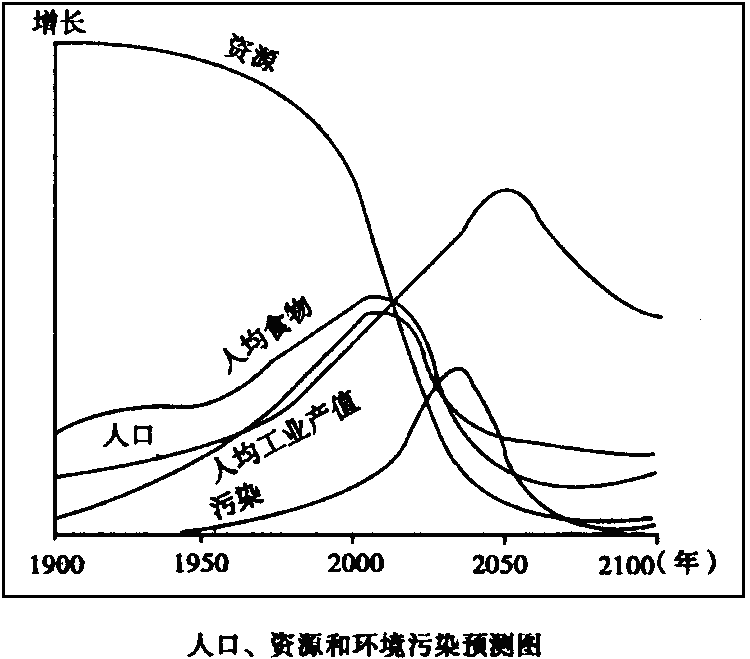 增长
资源
人均食物
人口
人均工业产值
污染
1900
1950
2000
2050
2100(年)
人口、资源和环境污染预测图